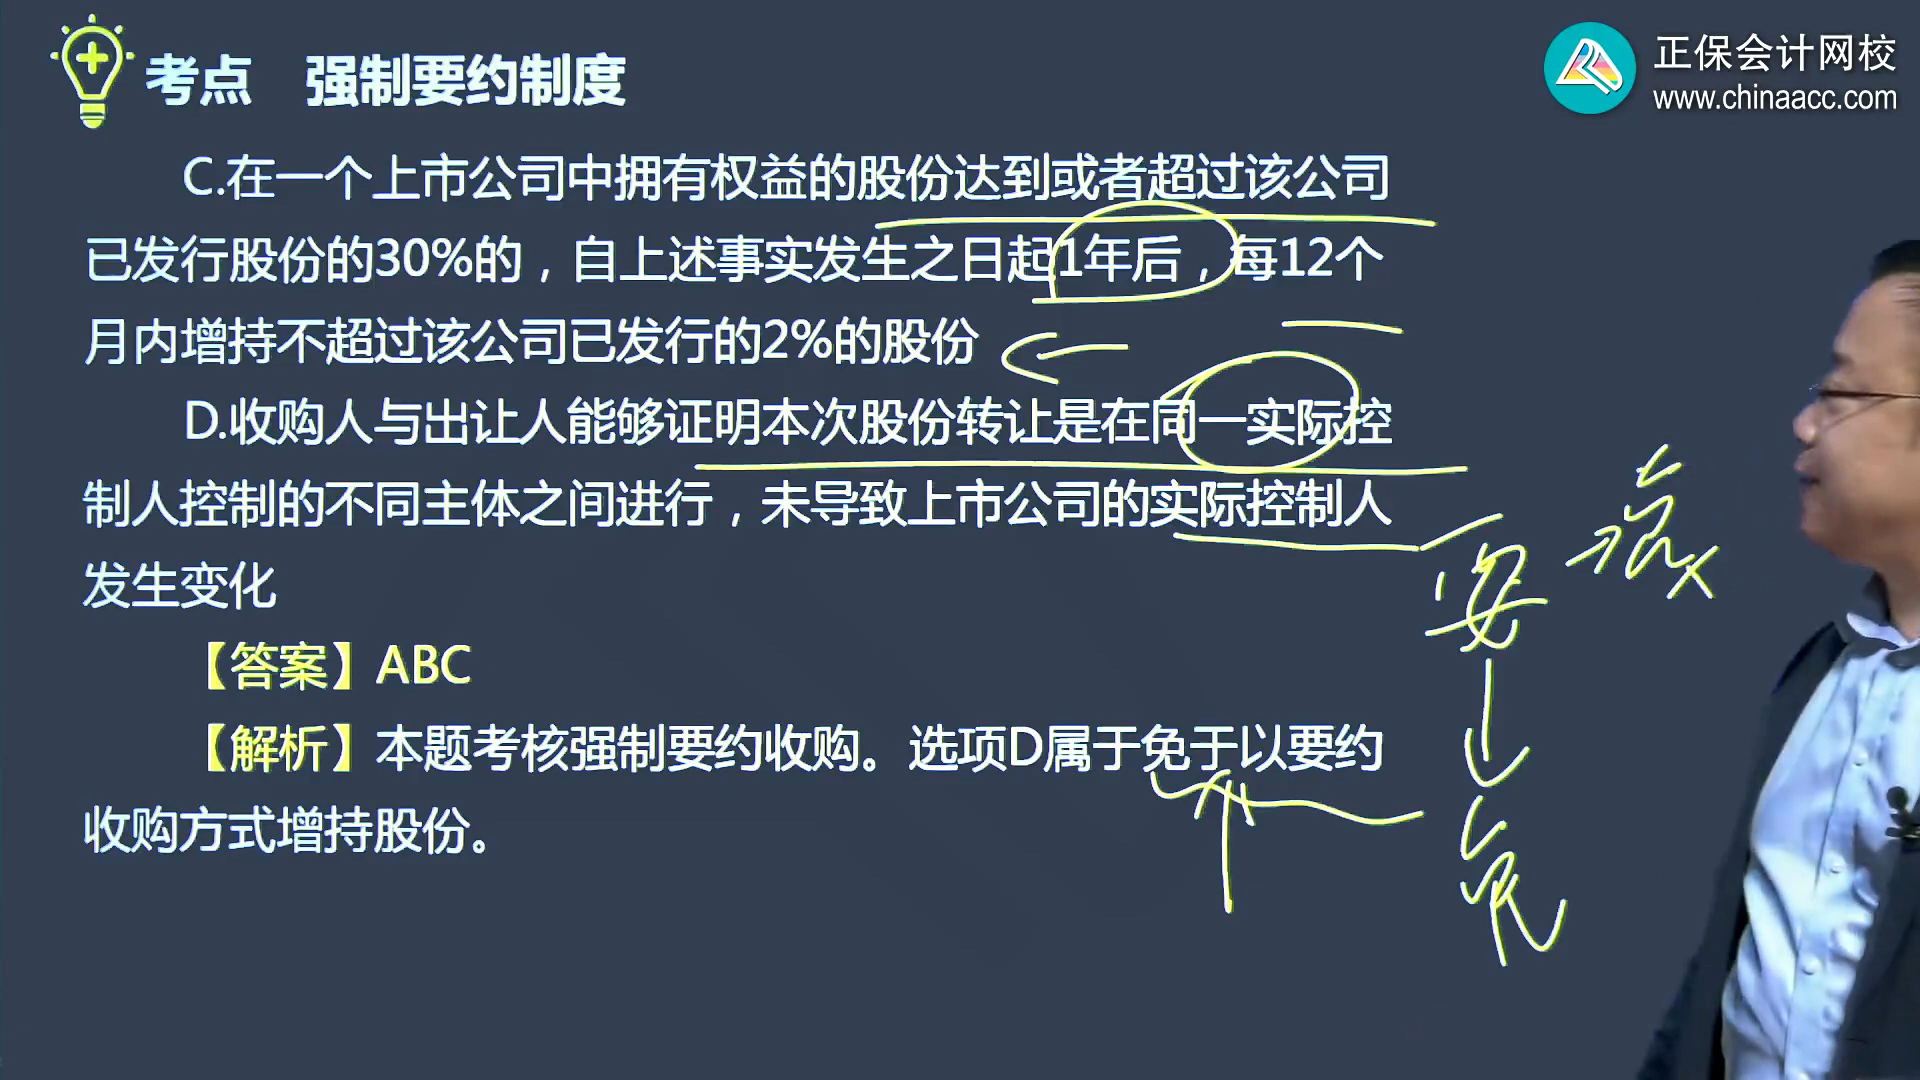 考点 强制要约制度
正保会计网校
www.chinaacc.com
C.在一个上市公司中拥有权益的股份达到或者超过该公司
已发行股份的30%的，自上述事实发生之日起1年后，每12个
月内增持不超过该公司已发行的2%的股份
D.收购人与出让人能够证明本次股份转让是在同一实际控
制人控制的不同主体之间进行，未导致上市公司的实际控制人
发生变化
【答案】ABC
【解析】本题考核强制要约收购。选项D属于免于以要约
收购方式增持股份。
免